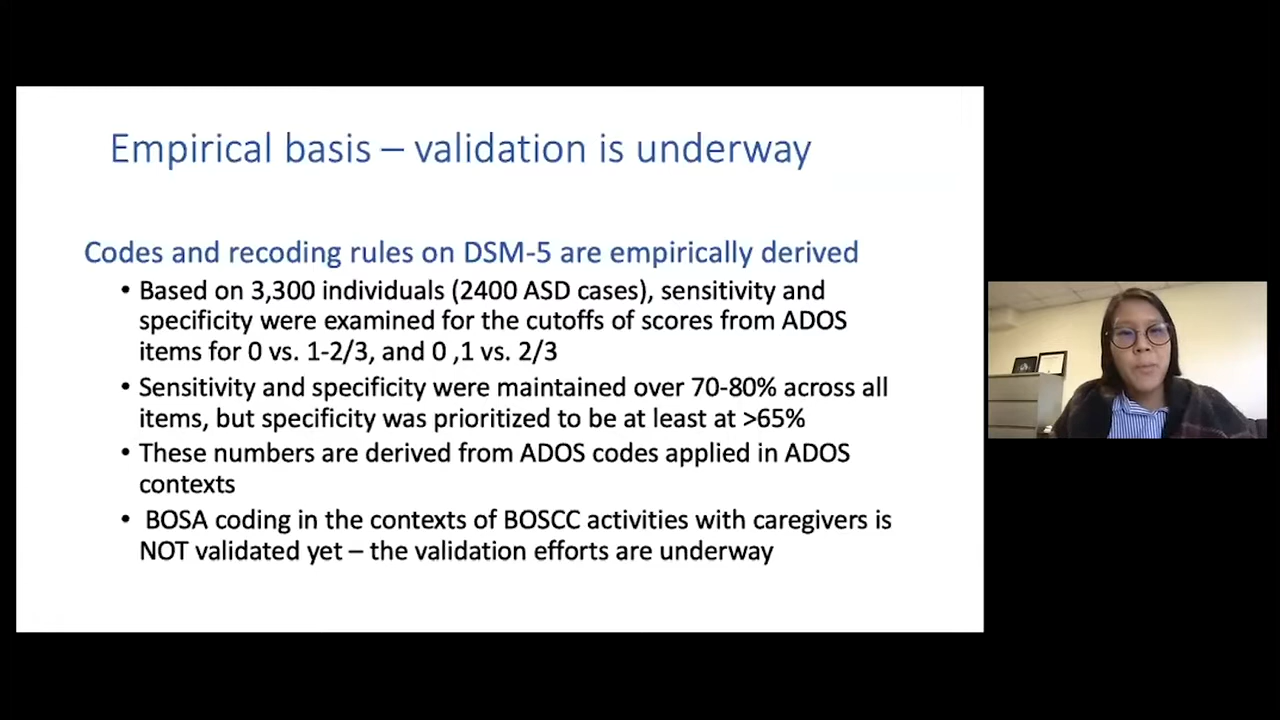 Empirical basis – validation is underway
Codes and recoding rules on DSM-5 are empirically derived
• Based on 3,300 individuals (2400 ASD cases), sensitivity and
specificity were examined for the cutoffs of scores from ADOS
items for 0 vs. 1-2/3, and 0 ,1 vs. 2/3
• Sensitivity and specificity were maintained over 70-80% across all
items, but specificity was prioritized to be at least at >65%
• These numbers are derived from ADOS codes applied in ADOS
contexts
• BOSA coding in the contexts of BOSCC activities with caregivers is
NOT validated yet – the validation efforts are underway